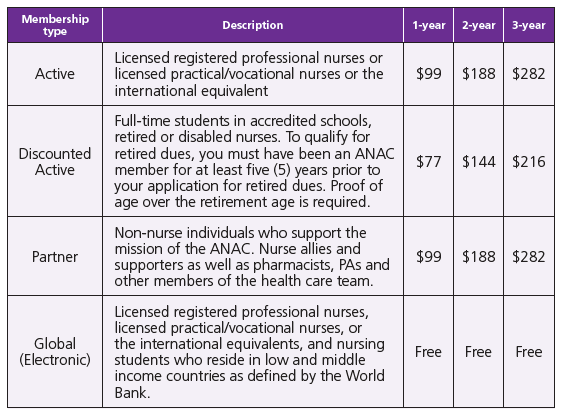 Membership type Description 1-year 2-year 3-year
Active
Licensed registered professional nurses or
licensed practical/vocational nurses or the
international equivalent
$99 $188 $282
Discounted
Active
Full-time students in accredited schools,
retired or disabled nurses. To qualify for
retired dues, you must have been an ANAC
member for at least five (5) years prior to
your application for retired dues. Proof of
age over the retirement age is required.
$77 $144 $216
Partner
Non-nurse individuals who support the
mission of the ANAC. Nurse allies and
supporters as well as pharmacists, PAs and
other members of the health care team.
$99 $188 $282
Global
(Electronic)
Licensed registered professional nurses,
licensed practical/vocational nurses, or
the international equivalents, and nursing
students who reside in low and middle
income countries as defined by the World
Bank.
Free Free Free